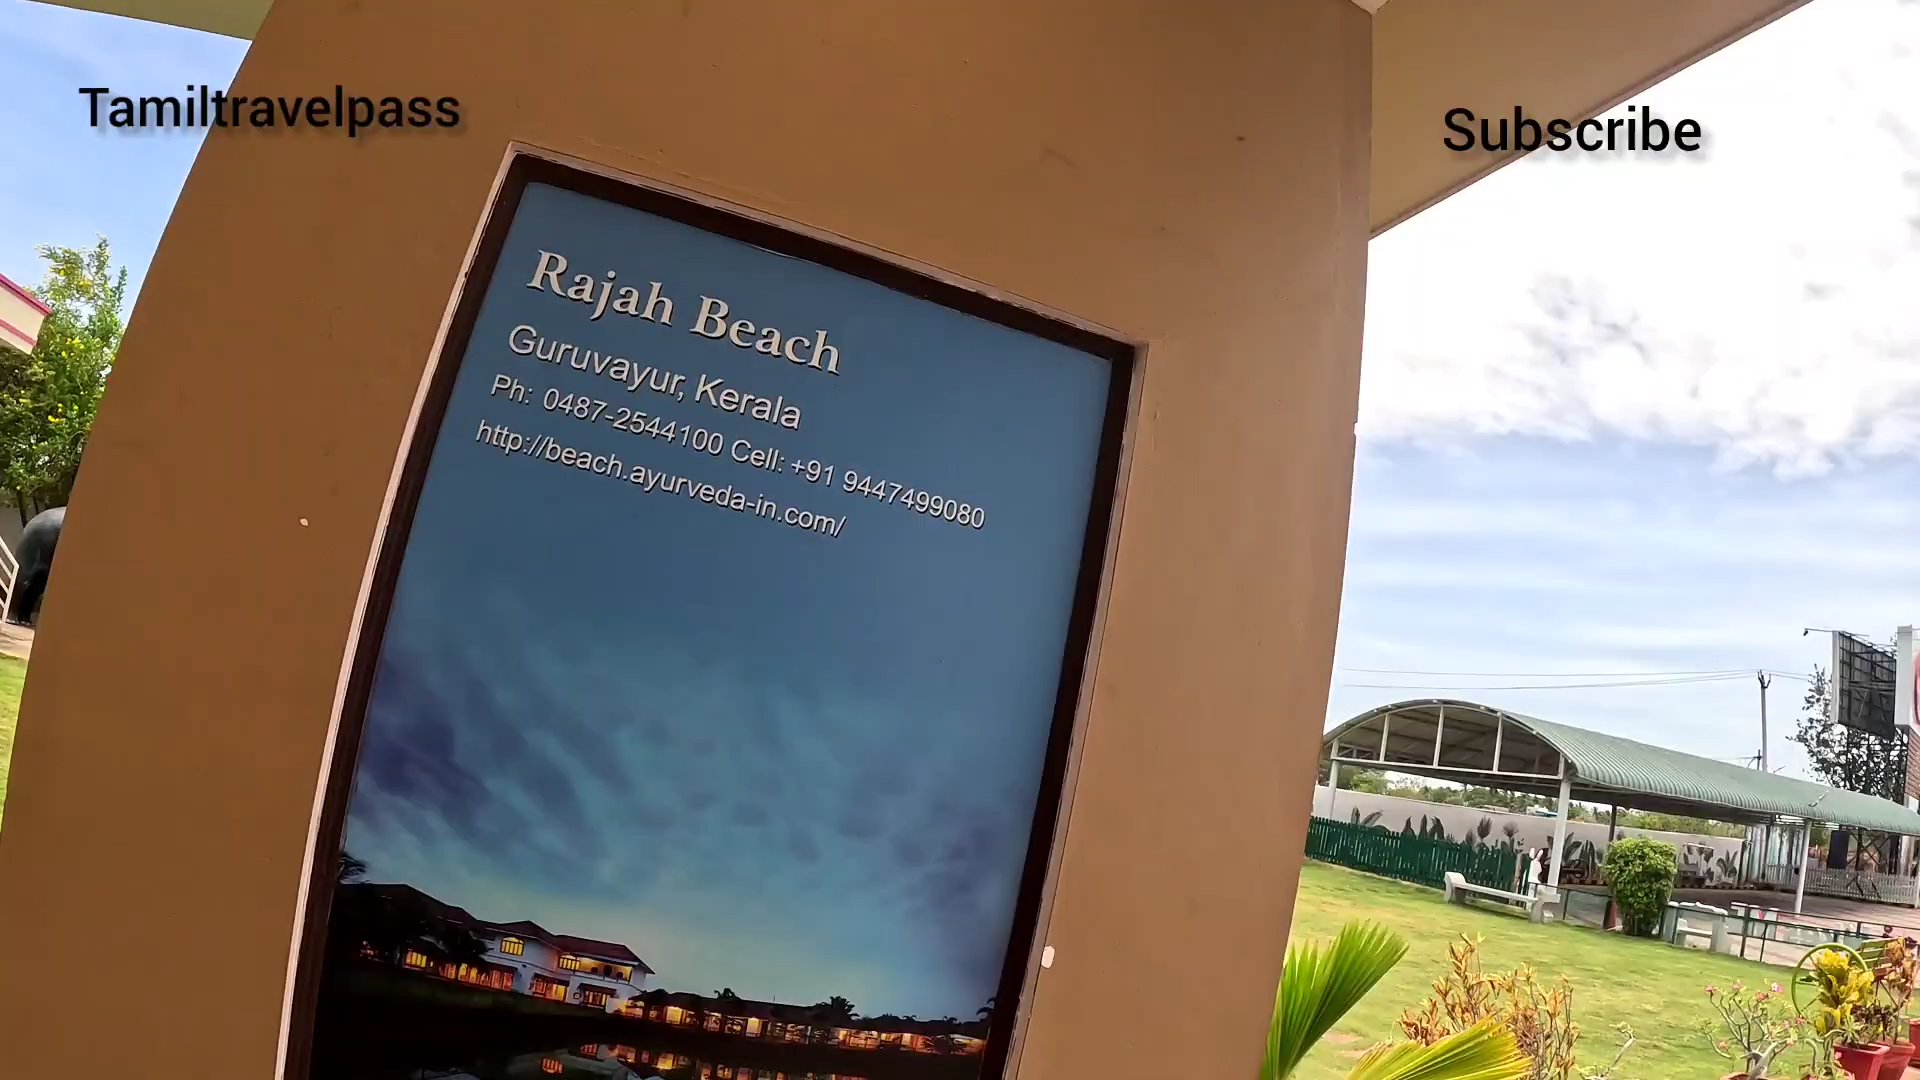 Tamiltravelpass
Subscribe
Rajah Beach
Guruvayur, Kerala
Ph: 0487-2544100 Cell: +91 9447499080
http://beach.ayurveda-in.com/